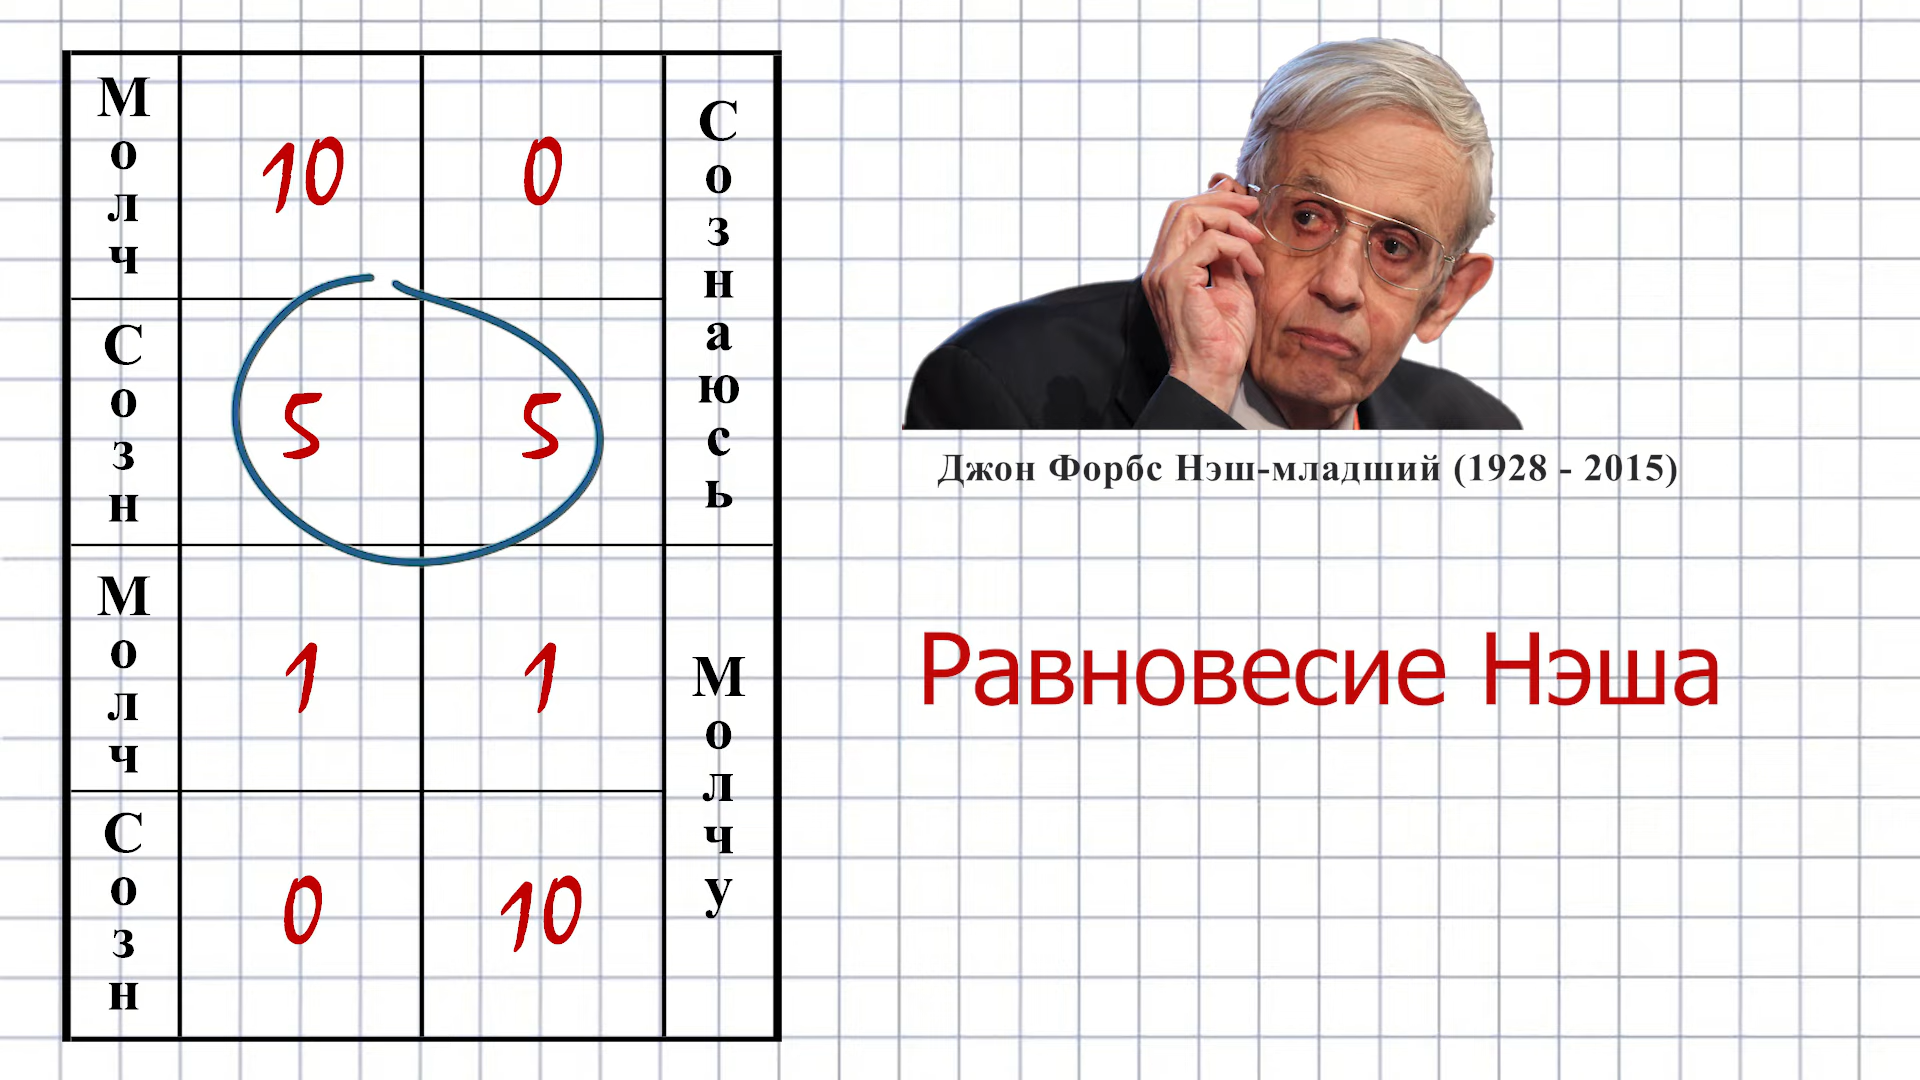 Молч
10
0
Сознаюсь
Созн
5
5
Молч
1
1
Молчу
Созн
0
10
Джон Форбс Нэш-младший (1928 - 2015)
Равновесие Нэша